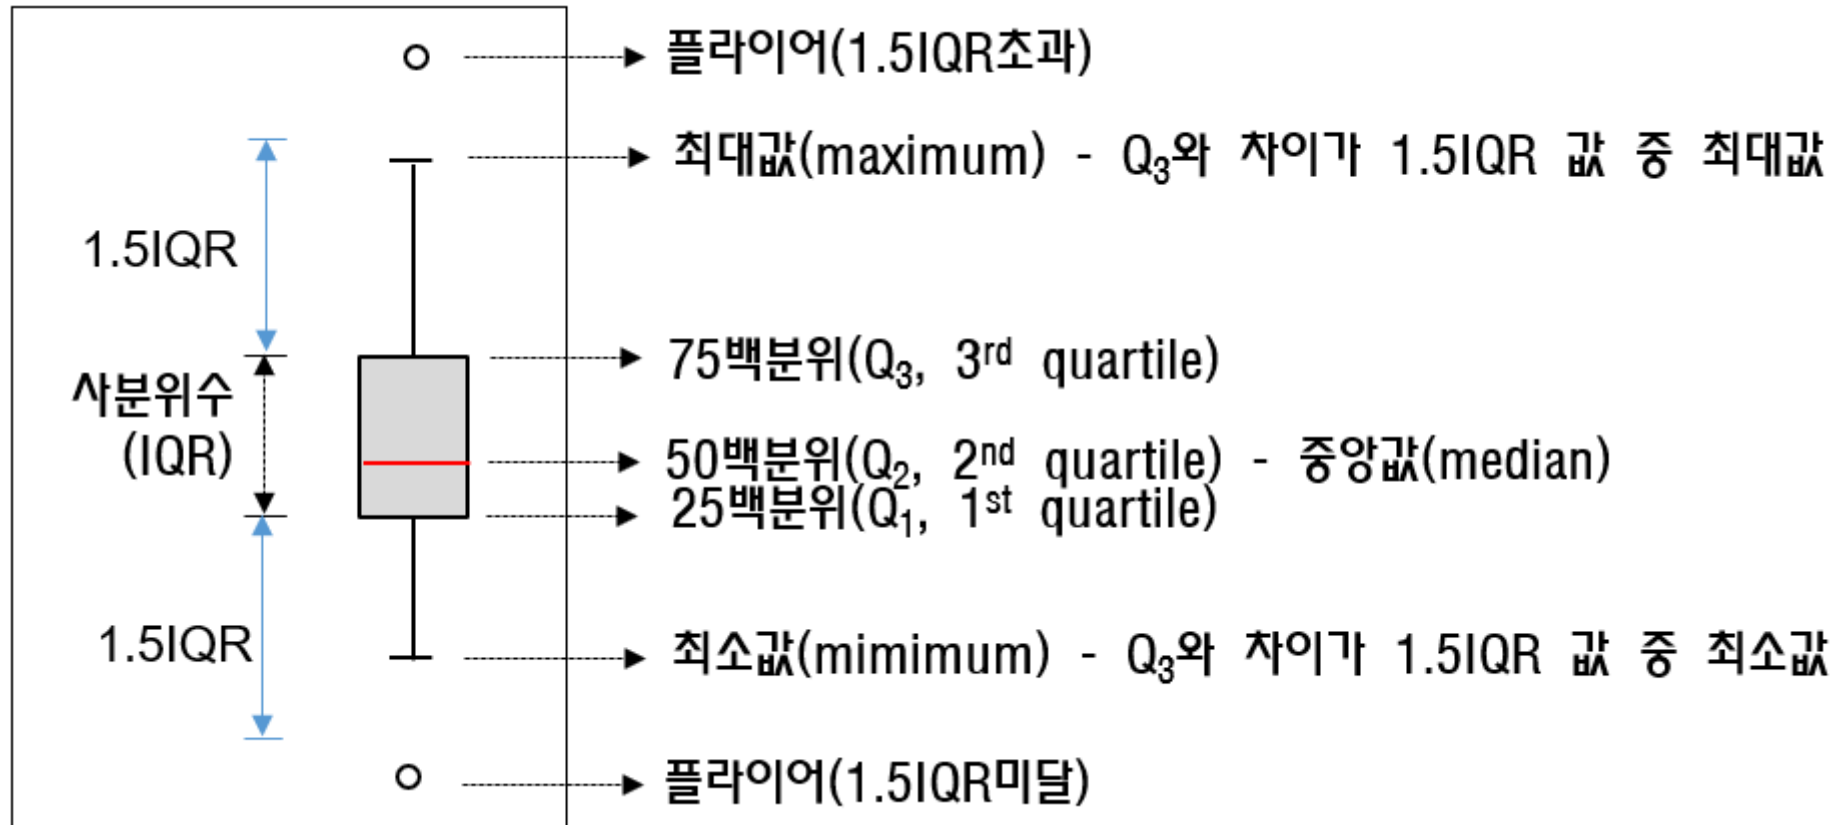 플라이어(1.5IQR초과)
최대값(maximum) - Q3와 차이가 1.5IQR 값 중 최대값
1.5IQR
75백분위(Q3, 3rd quartile)
사분위수
(IQR)
50백분위(Q2, 2nd quartile) - 중앙값(median)
25백분위(Q1, 1st quartile)
1.5IQR
최소값(mimimum) - Q3와 차이가 1.5IQR 값 중 최소값
플라이어(1.5IQR미달)